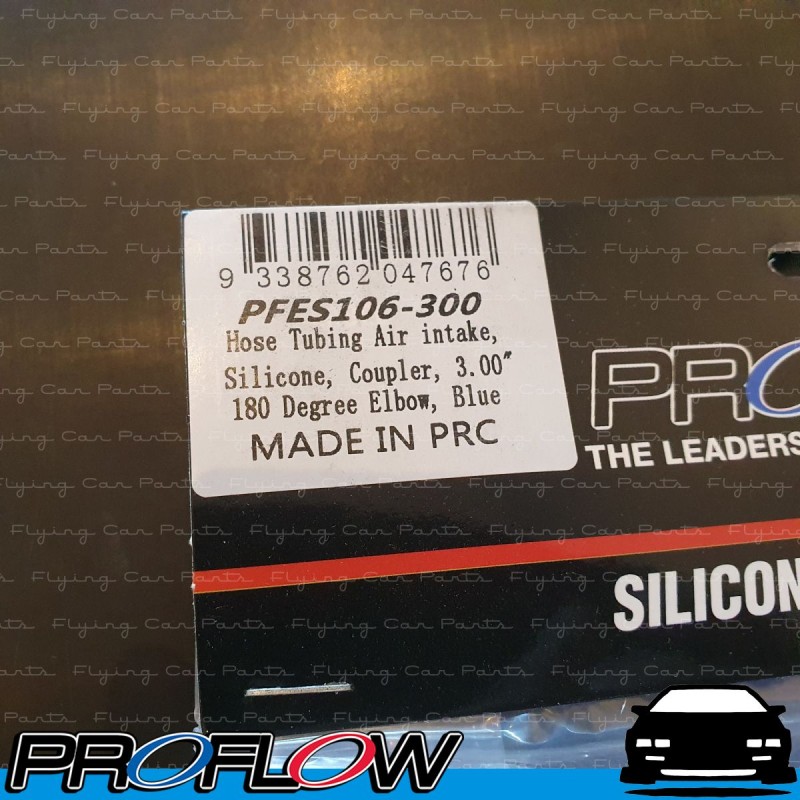 Flying Car Parts
9 338762 047676
PFES106-300
Hose Tubing Air intake,
Silicone, Coupler, 3.00"
180 Degree Elbow, Blue
MADE IN PRC
PRO
THE LEADERS
SILICON
PROFLOW